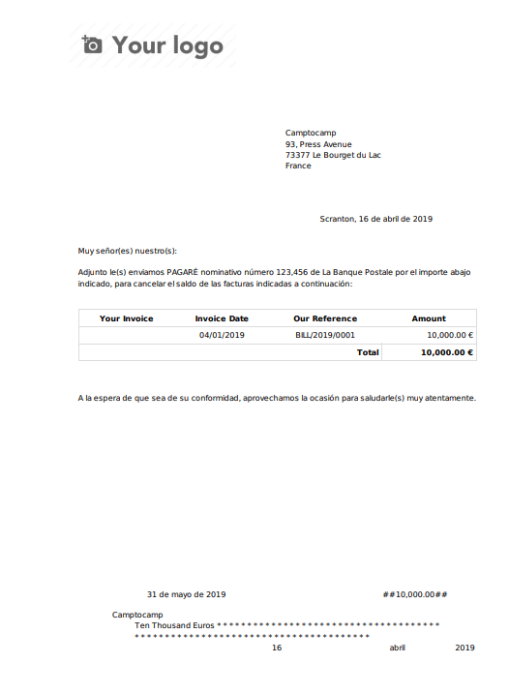 Your logo
Camptocamp
93, Press Avenue
73377 Le Bourget du Lac
France
Scranton, 16 de abril de 2019
Muy señor(es) nuestro(s):
Adjunto le(s) enviamos PAGARÉ nominativo número 123,456 de La Banque Postale por el importe abajo
indicado, para cancelar el saldo de las facturas indicadas a continuación:
Your Invoice Invoice Date Our Reference Amount
04/01/2019 BILL/2019/0001 10,000.00 €
Total 10,000.00 €
A la espera de que sea de su conformidad, aprovechamos la ocasión para saludarle(s) muy atentamente.
31 de mayo de 2019 ##10,000.00##
Camptocamp
Ten Thousand Euros * * * * * * * * * * * * * * * * * * * * * * * * * * * * * * * * * * * * *
* * * * * * * * * * * * * * * * * * * * * * * * * * * * * * * * * * * * * * *
16 abril 2019